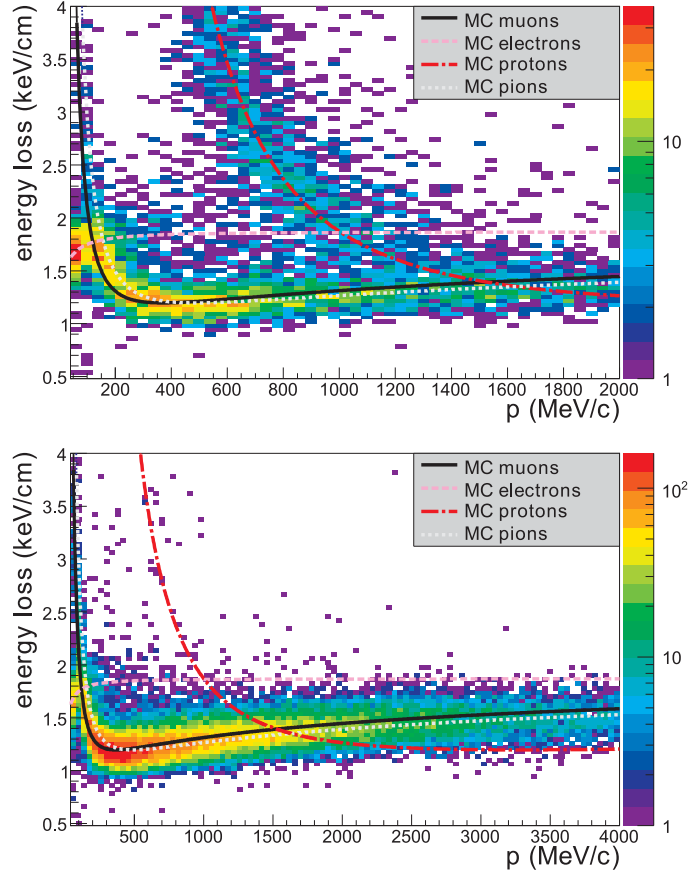 4
3.5
3
2.5
2
1.5
1
0.5
energy loss (keV/cm)
MC muons
MC electrons
MC protons
MC pions
10
1
200 400 600 800 1000 1200 1400 1600 1800 2000
p (MeV/c)
4
3.5
3
2.5
2
1.5
1
0.5
energy loss (keV/cm)
MC muons
MC electrons
MC protons
MC pions
10²
10
1
500 1000 1500 2000 2500 3000 3500 4000
p (MeV/c)